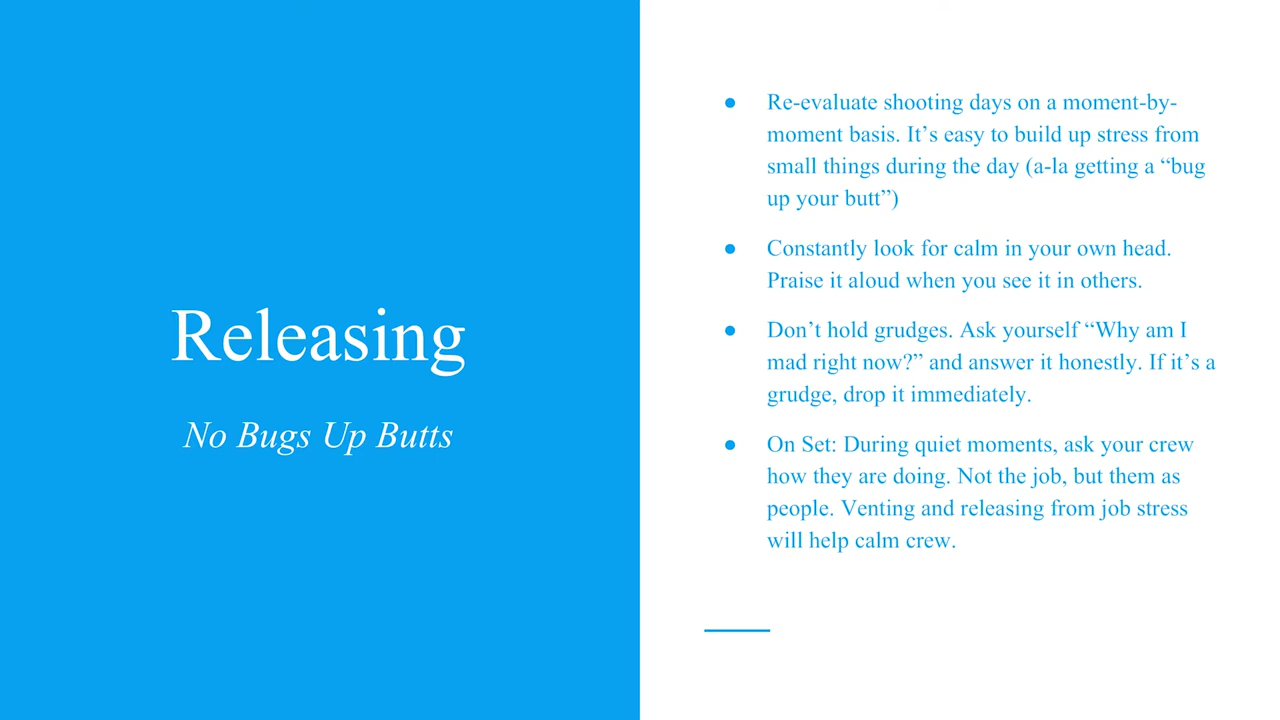 Releasing
No Bugs Up Butts
● Re-evaluate shooting days on a moment-by-
moment basis. It’s easy to build up stress from
small things during the day (a-la getting a “bug
up your butt”)
● Constantly look for calm in your own head.
Praise it aloud when you see it in others.
● Don’t hold grudges. Ask yourself “Why am I
mad right now?” and answer it honestly. If it’s a
grudge, drop it immediately.
● On Set: During quiet moments, ask your crew
how they are doing. Not the job, but them as
people. Venting and releasing from job stress
will help calm crew.